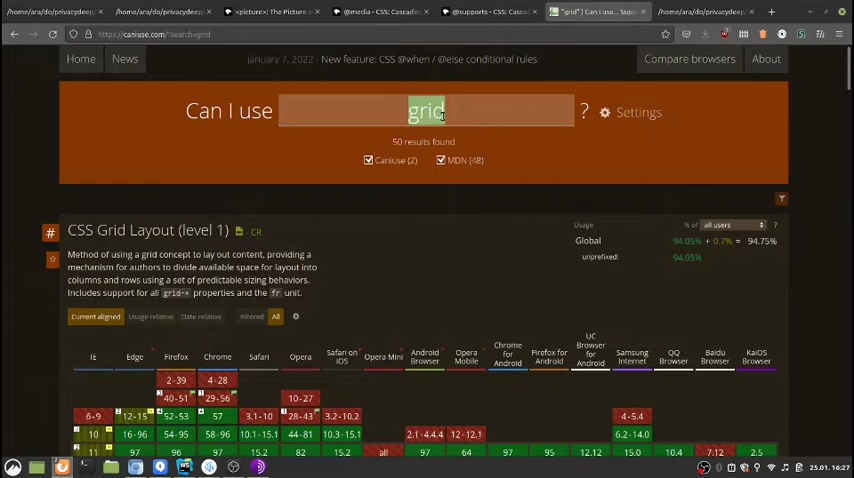 /home/ara/do/privacydeep
/home/ara/do/privacydeep
<picture>: The Picture e
@media - CSS: Cascading
@supports - CSS: Cascad
"grid" | Can I use... Supp
/home/ara/do/privacydeep
https://caniuse.com/?search=grid
Home
News
January 7, 2022 - New feature: CSS @when / @else conditional rules
Compare browsers
About
Can I use
grid
?
Settings
50 results found
Caniuse (2)
MDN (48)
#
CSS Grid Layout (level 1)
- CR
Usage
% of
all users
?
Global
94.05% + 0.7% = 94.75%
unprefixed:
94.05%
Method of using a grid concept to lay out content, providing a
mechanism for authors to divide available space for layout into
columns and rows using a set of predictable sizing behaviors.
Includes support for all grid-* properties and the fr unit.
Current aligned
Usage relative
Date relative
Filtered
All
IE
Edge
Firefox
Chrome
Safari
Opera
Safari on
iOS
Opera Mini
Android
Browser
Opera
Mobile
Chrome
for
Android
Firefox for
Android
UC
Browser
for
Android
Samsung
Internet
QQ
Browser
Baidu
Browser
KaiOS
Browser
2-39
4-28
40-51
29-56
10-27
6-9
12-15
52-53
57
3.1-10
28-43
3.2-10.2
4-5.4
10
16-96
54-95
58-96
10.1-15.1
44-81
10.3-15.1
2.1-4.4.4
12-12.1
6.2-14.0
11
97
96
97
15.2
82
15.2
all
97
64
97
95
12.12
15.0
10.4
7.12
2.5
25.01. 16:27